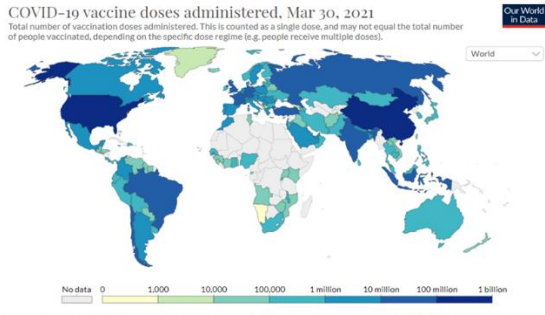 COVID-19 vaccine doses administered, Mar 30, 2021
Our World
in Data
Total number of vaccination doses administered. This is counted as a single dose, and may not equal the total number
of people vaccinated, depending on the specific dose regime (e.g. people receive multiple doses).
World
No data 0 1,000 10,000 100,000 1 million 10 million 100 million 1 billion